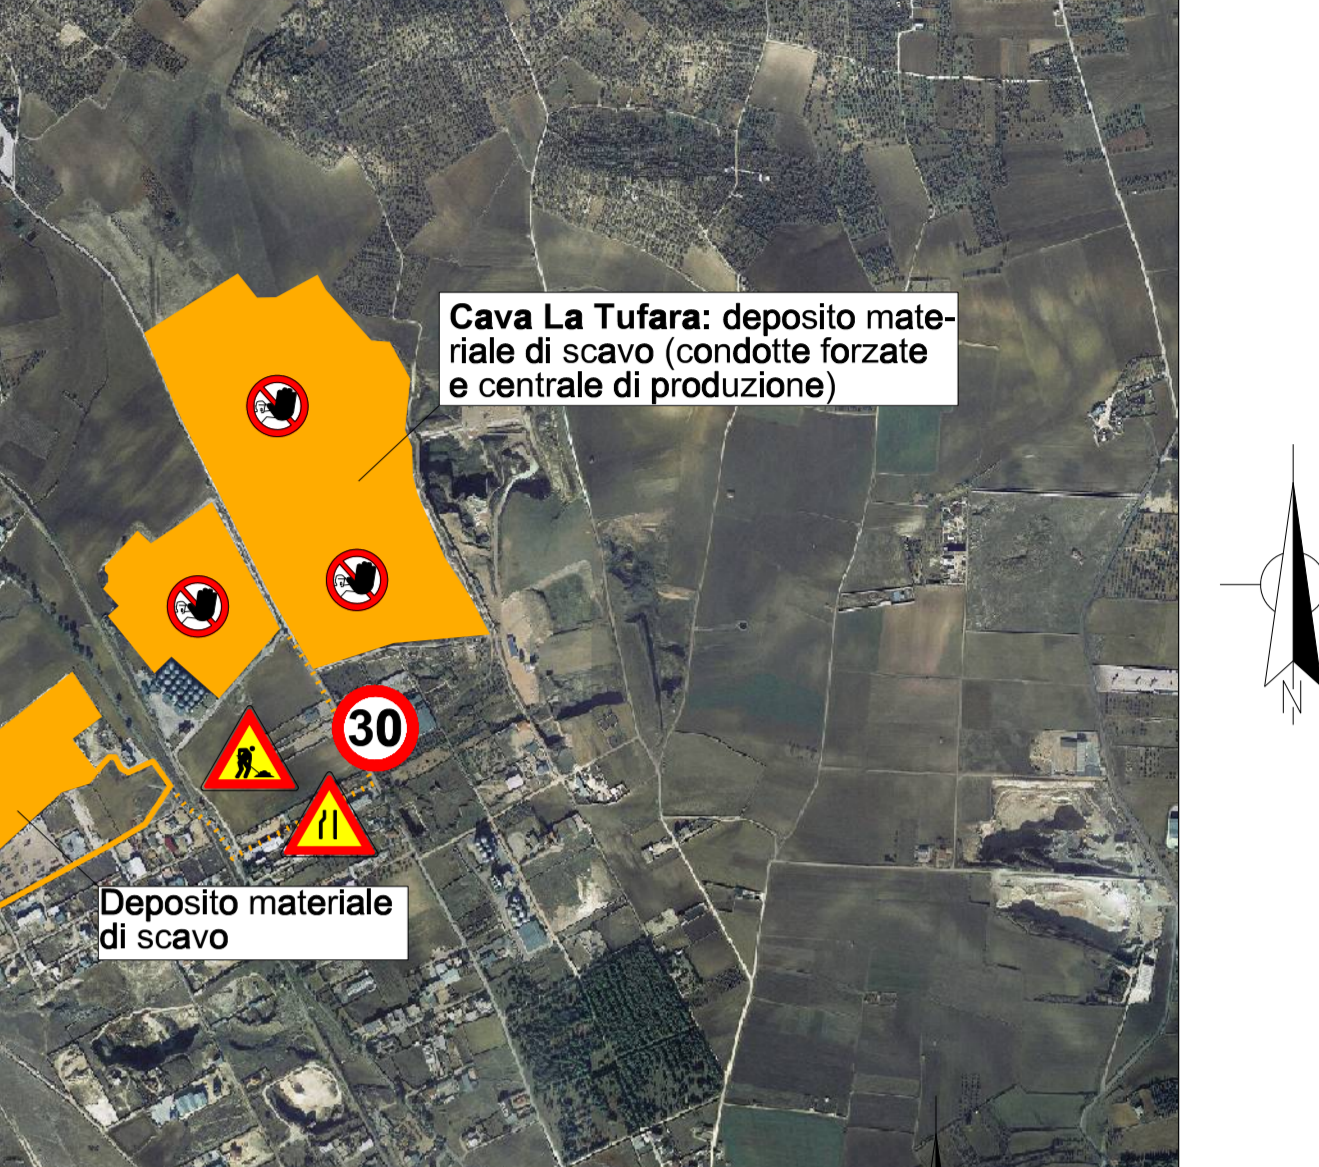 Cava La Tufara: deposito mate-
riale di scavo (condotte forzate
e centrale di produzione)
30
Deposito materiale
di scavo
N